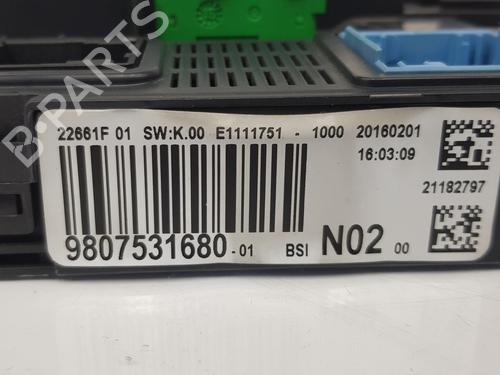 B-PARTS
22661F 01 SW:K.00 E1111751 - 1000 20160201
16:03:09
21182797
9807531680-01 BSI N02 00